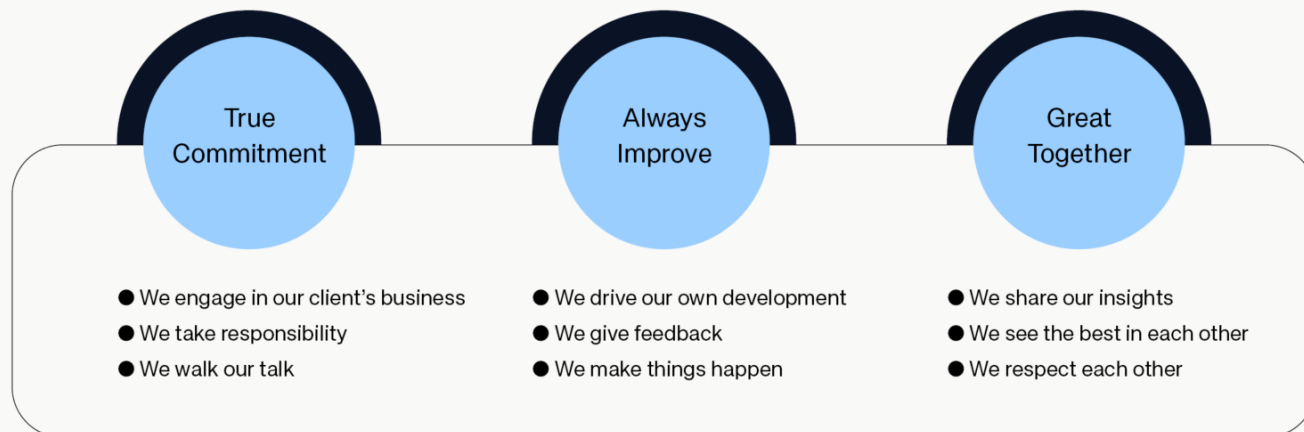 True
Commitment
● We engage in our client’s business
● We take responsibility
● We walk our talk
Always
Improve
● We drive our own development
● We give feedback
● We make things happen
Great
Together
● We share our insights
● We see the best in each other
● We respect each other